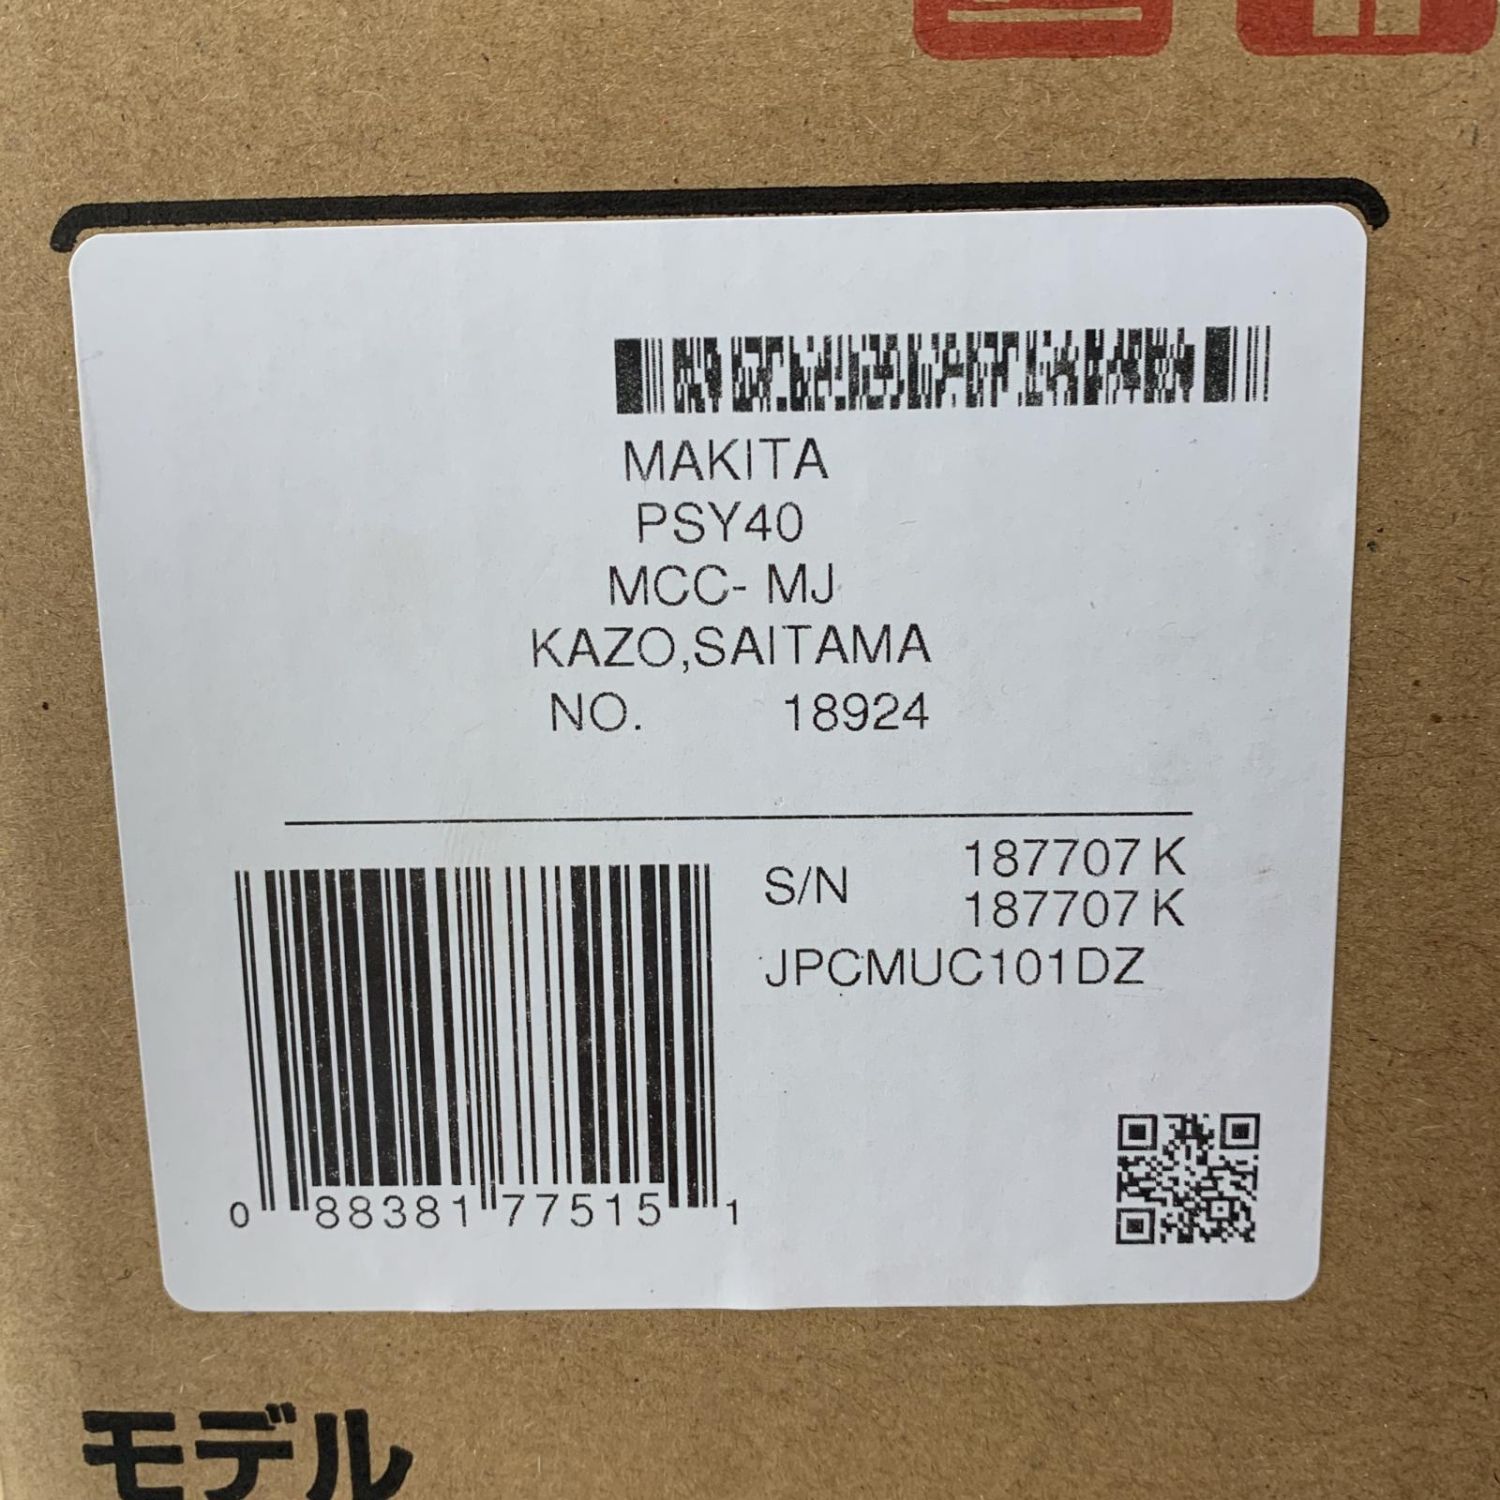 MAKITA
PSY40
MCC- MJ
KAZO,SAITAMA
NO. 18924
S/N 187707 K
187707 K
JPCMUC101DZ
0 88381 77515 1
モデル